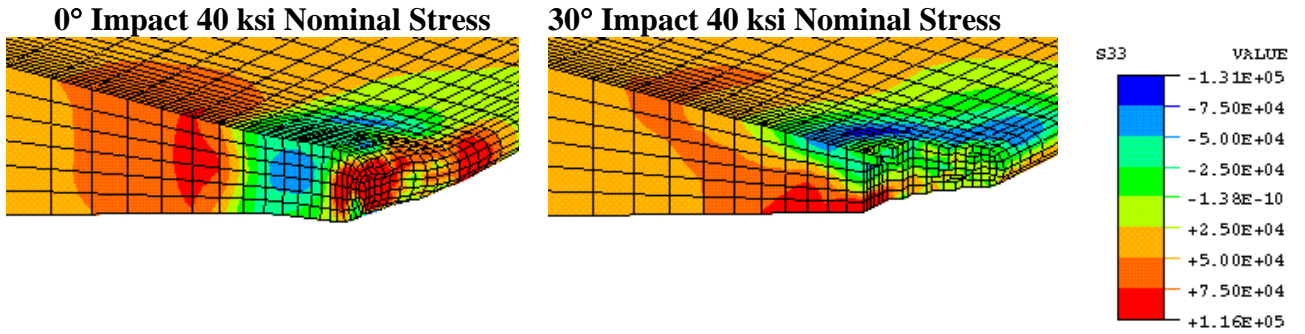 0° Impact 40 ksi Nominal Stress
30° Impact 40 ksi Nominal Stress
S33 VALUE
-1.31E+05
-7.50E+04
-5.00E+04
-2.50E+04
-1.38E-10
+2.50E+04
+5.00E+04
+7.50E+04
+1.16E+05